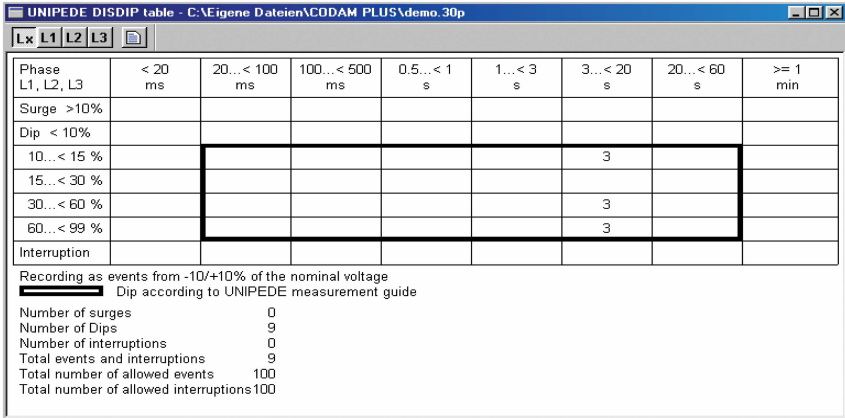 UNIPEDE DISDIP table - C:\Eigene Dateien\CODAM PLUS\demo.30p
Lx L1 L2 L3
Phase L1, L2, L3 < 20 ms 20...< 100 ms 100...< 500 ms 0.5...< 1 s 1...< 3 s 3...< 20 s 20...< 60 s >= 1 min
Surge >10%
Dip < 10%
10...< 15 % 3
15...< 30 %
30...< 60 % 3
60...< 99 % 3
Interruption
Recording as events from -10/+10% of the nominal voltage
Dip according to UNIPEDE measurement guide
Number of surges 0
Number of Dips 9
Number of interruptions 0
Total events and interruptions 9
Total number of allowed events 100
Total number of allowed interruptions 100